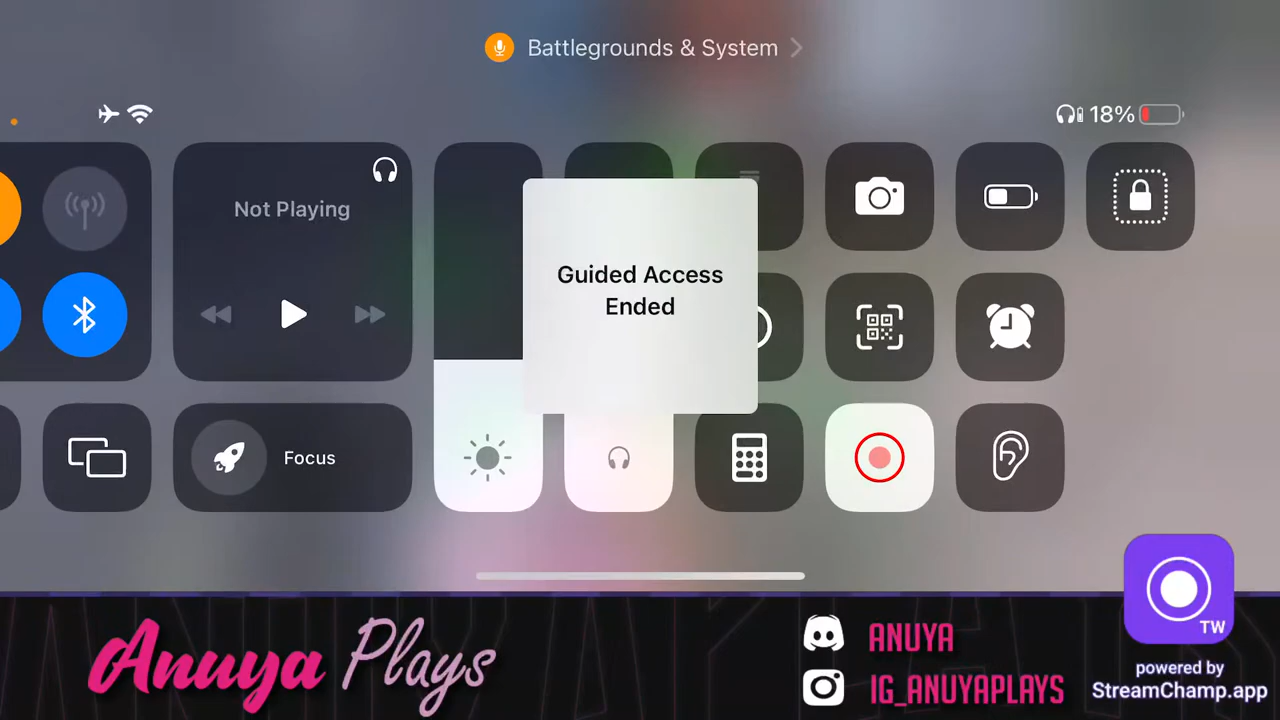 Battlegrounds & System
18%
Not Playing
Guided Access
Ended
Focus
Anuya Plays
ANUYA
IG_ANUYAPLAYS
TW
powered by
StreamChamp.app